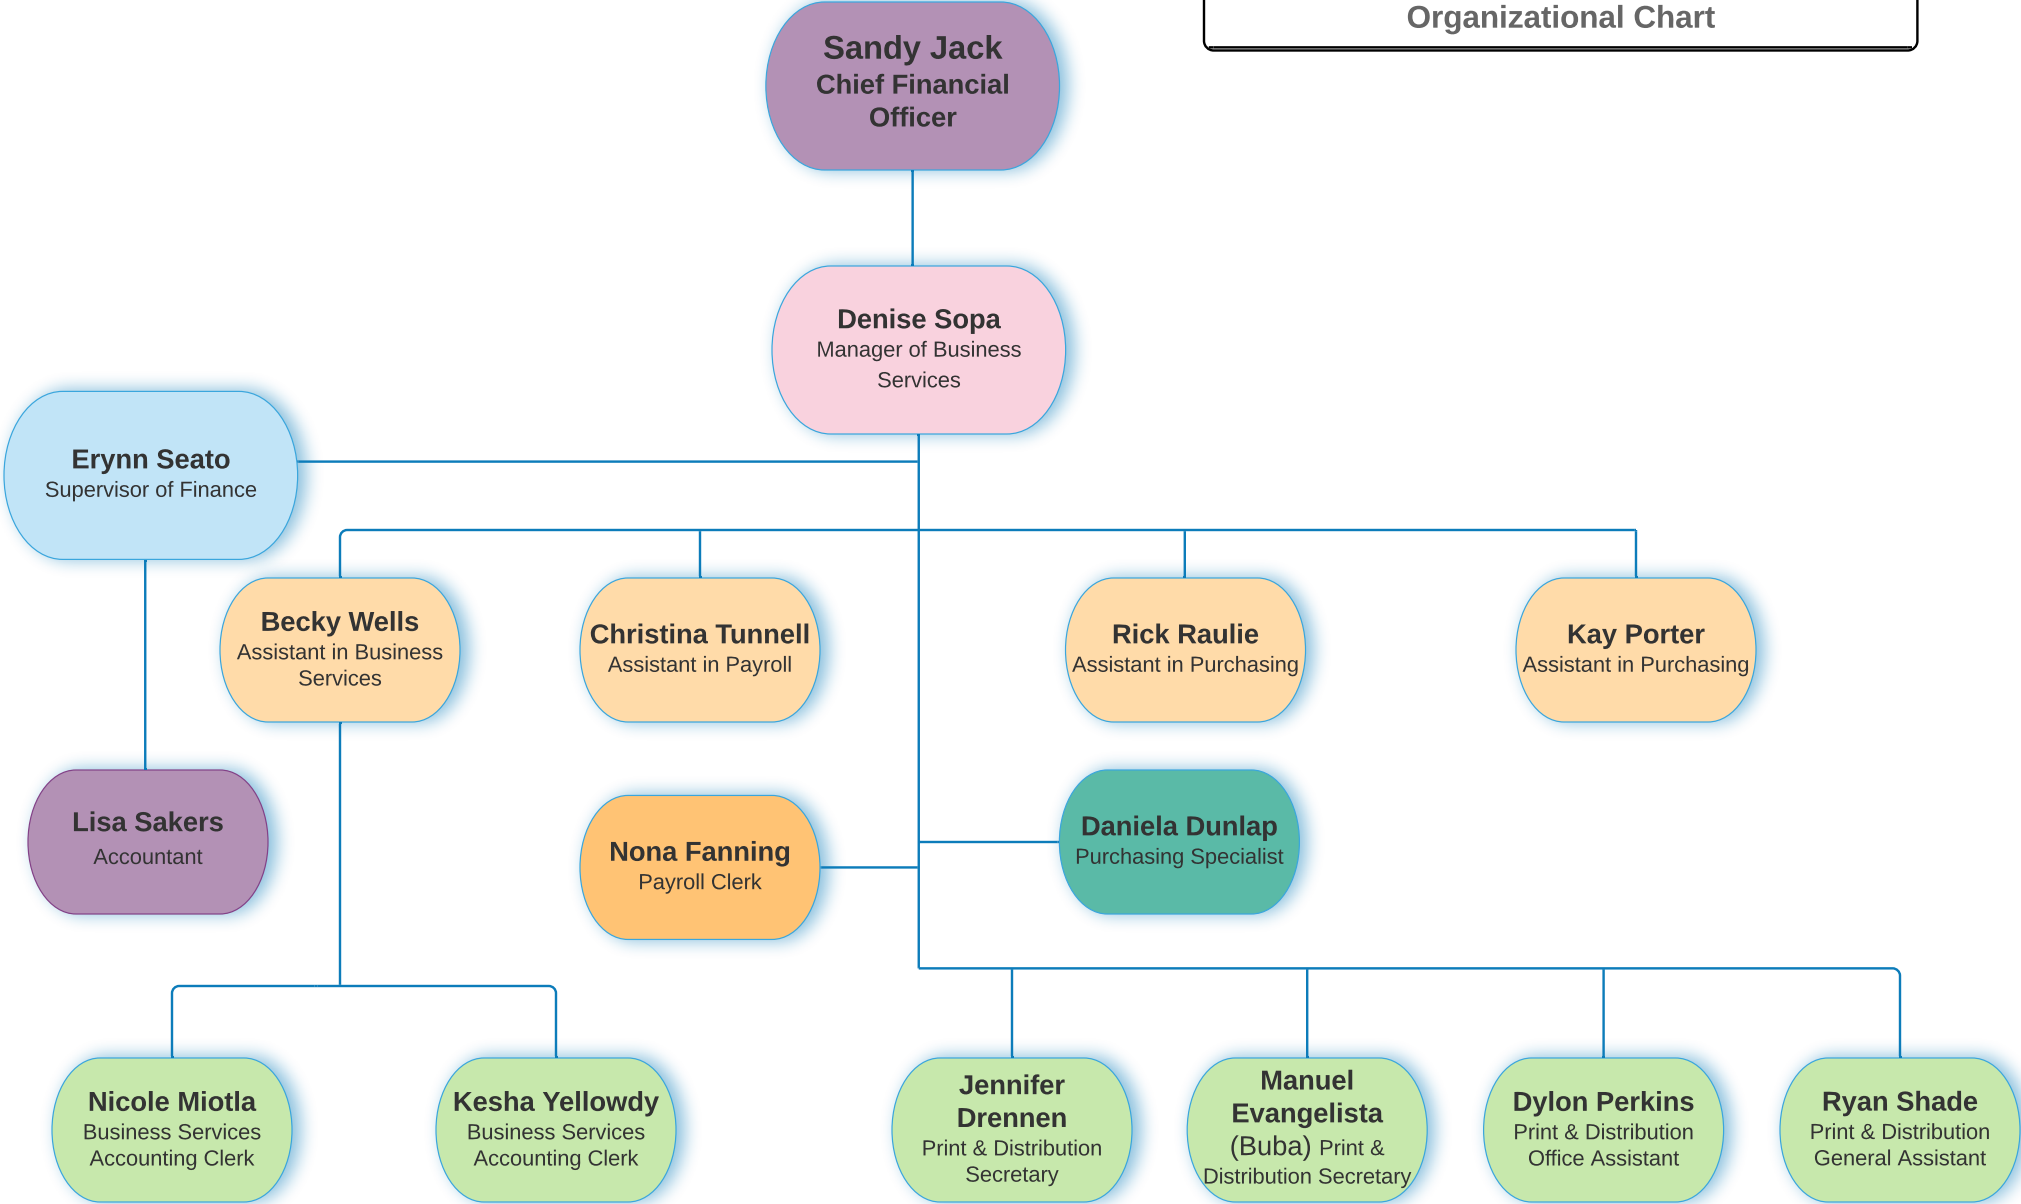 Organizational Chart
Sandy Jack
Chief Financial
Officer
Denise Sopa
Manager of Business
Services
Erynn Seato
Supervisor of Finance
Becky Wells
Assistant in Business
Services
Christina Tunnell
Assistant in Payroll
Rick Raulie
Assistant in Purchasing
Kay Porter
Assistant in Purchasing
Lisa Sakers
Accountant
Nona Fanning
Payroll Clerk
Daniela Dunlap
Purchasing Specialist
Nicole Miotla
Business Services
Accounting Clerk
Kesha Yellowdy
Business Services
Accounting Clerk
Jennifer
Drennen
Print & Distribution
Secretary
Manuel
Evangelista
(Buba) Print &
Distribution Secretary
Dylon Perkins
Print & Distribution
Office Assistant
Ryan Shade
Print & Distribution
General Assistant